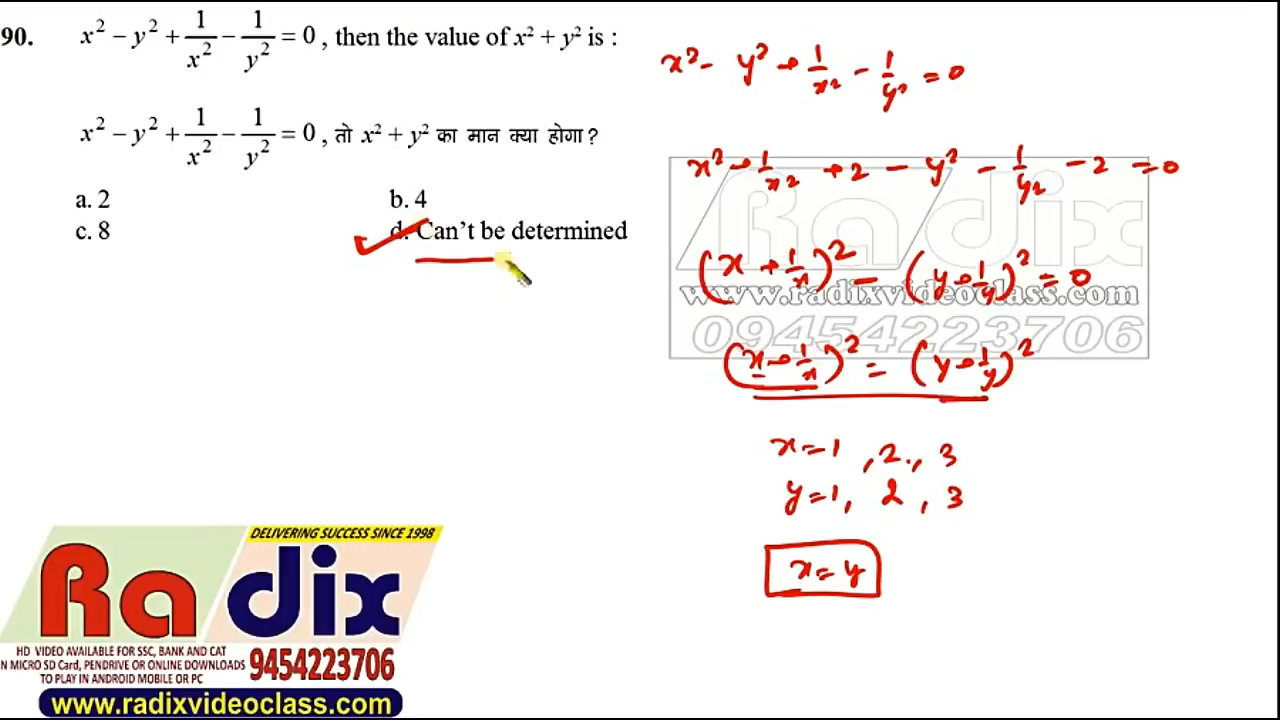 90. x² − y² + 1/x² − 1/y² = 0 , then the value of x² + y² is :
x² − y² + 1/x² − 1/y² = 0 , तो x² + y² का मान क्या होगा ?
a. 2 b. 4
c. 8 d. Can't be determined
x² - y² + 1/x² - 1/y² = 0
x² + 1/x² + 2 - y² - 1/y² - 2 = 0
(x + 1/x)² - (y + 1/y)² = 0
(x + 1/x)² = (y + 1/y)²
x = 1, 2, 3
y = 1, 2, 3
x = y
Radix
www.radixvideoclass.com
09454223706
DELIVERING SUCCESS SINCE 1998
Radix
HD VIDEO AVAILABLE FOR SSC, BANK AND CAT
N MICRO SD Card, PENDRIVE OR ONLINE DOWNLOADS
TO PLAY IN ANDROID MOBILE OR PC
9454223706
www.radixvideoclass.com